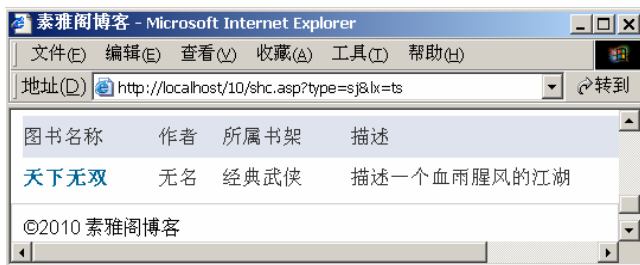 素雅阁博客 - Microsoft Internet Explorer
文件(F) 编辑(E) 查看(V) 收藏(A) 工具(T) 帮助(H)
地址(D) http://localhost/10/shc.asp?type=sj&lx=ts 转到
图书名称 作者 所属书架 描述
天下无双 无名 经典武侠 描述一个血雨腥风的江湖
©2010 素雅阁博客